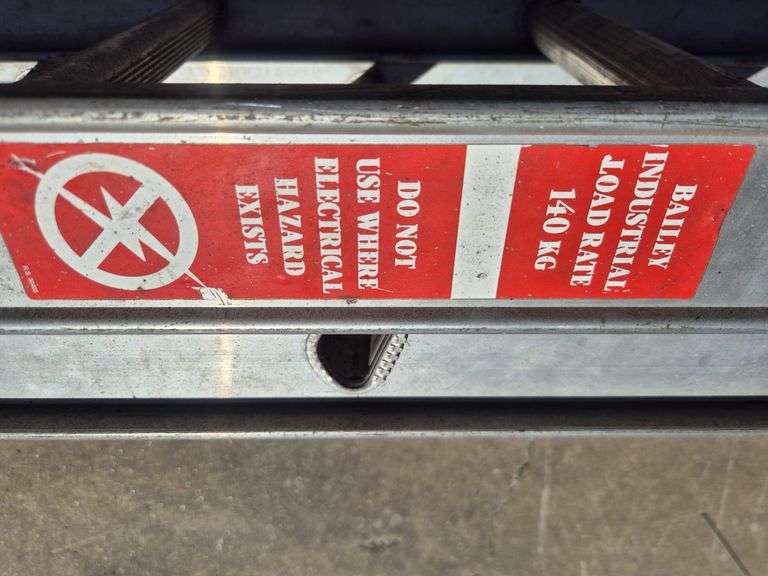 BAILEY
INDUSTRIAL
LOAD RATE
140 KG
DO NOT
USE WHERE
ELECTRICAL
HAZARD
EXISTS